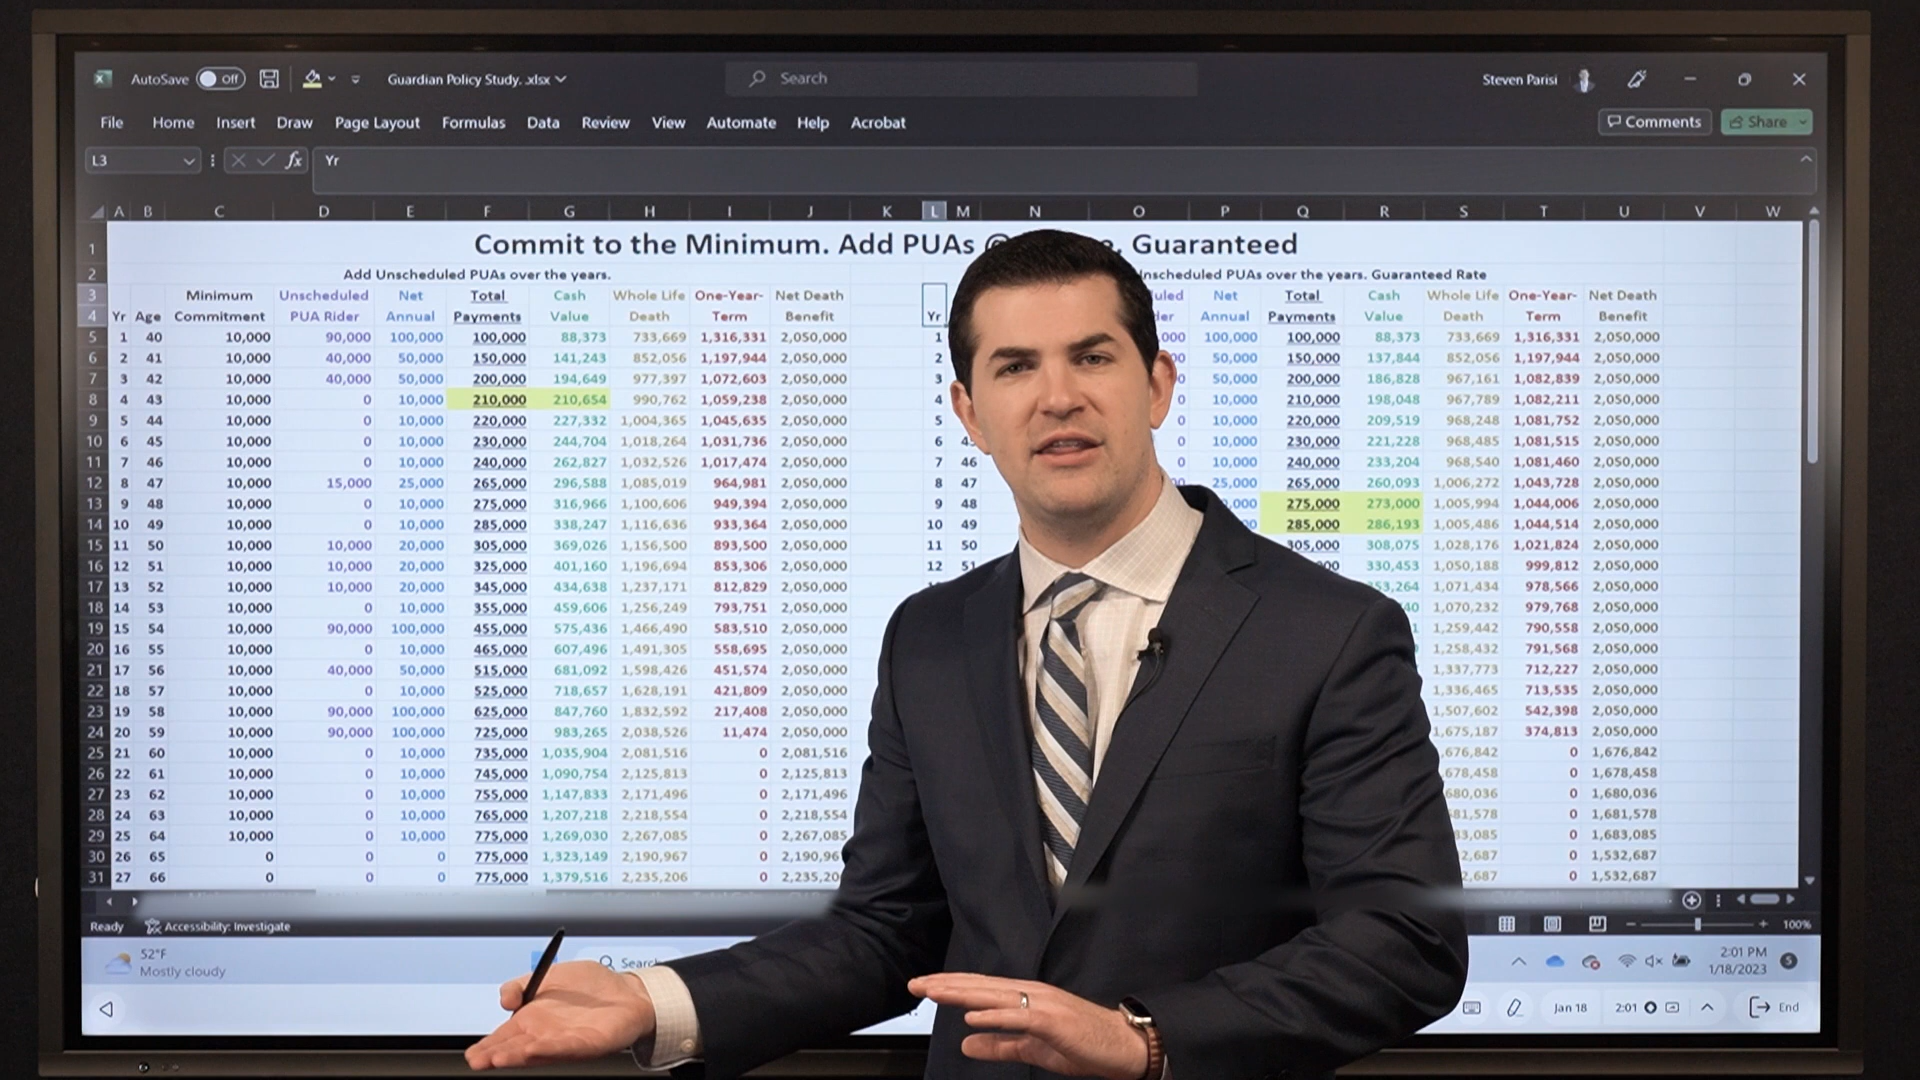 AutoSave Off Guardian Policy Study. .xlsx Search Steven Parisi
File Home Insert Draw Page Layout Formulas Data Review View Automate Help Acrobat Comments Share
L3 fx Yr
A B C D E F G H I J K L M N O P Q R S T U V W
1 Commit to the Minimum. Add PUAs Guaranteed
2 Add Unscheduled PUAs over the years. Unscheduled PUAs over the years. Guaranteed Rate
3 Minimum Unscheduled Net Total Cash Whole Life One-Year- Net Death Net Total Cash Whole Life One-Year- Net Death
4 Yr Age Commitment PUA Rider Annual Payments Value Death Term Benefit Yr Annual Payments Value Death Term Benefit
5 1 40 10,000 90,000 100,000 100,000 88,373 733,669 1,316,331 2,050,000 1 100,000 100,000 88,373 733,669 1,316,331 2,050,000
6 2 41 10,000 40,000 50,000 150,000 141,243 852,056 1,197,944 2,050,000 2 50,000 150,000 137,844 852,056 1,197,944 2,050,000
7 3 42 10,000 40,000 50,000 200,000 194,649 977,397 1,072,603 2,050,000 3 50,000 200,000 186,828 967,161 1,082,839 2,050,000
8 4 43 10,000 0 10,000 210,000 210,654 990,762 1,059,238 2,050,000 4 0 10,000 210,000 198,048 967,789 1,082,211 2,050,000
9 5 44 10,000 0 10,000 220,000 227,332 1,004,365 1,045,635 2,050,000 5 0 10,000 220,000 209,519 968,248 1,081,752 2,050,000
10 6 45 10,000 0 10,000 230,000 244,704 1,018,264 1,031,736 2,050,000 6 0 10,000 230,000 221,228 968,485 1,081,515 2,050,000
11 7 46 10,000 0 10,000 240,000 262,827 1,032,526 1,017,474 2,050,000 7 46 0 10,000 240,000 233,204 968,540 1,081,460 2,050,000
12 8 47 10,000 15,000 25,000 265,000 296,588 1,085,019 964,981 2,050,000 8 47 25,000 265,000 260,093 1,006,272 1,043,728 2,050,000
13 9 48 10,000 0 10,000 275,000 316,966 1,100,606 949,394 2,050,000 9 48 275,000 273,000 1,005,994 1,044,006 2,050,000
14 10 49 10,000 0 10,000 285,000 338,247 1,116,636 933,364 2,050,000 10 49 285,000 286,193 1,005,486 1,044,514 2,050,000
15 11 50 10,000 10,000 20,000 305,000 369,026 1,156,500 893,500 2,050,000 11 50 305,000 308,075 1,028,176 1,021,824 2,050,000
16 12 51 10,000 10,000 20,000 325,000 401,160 1,196,694 853,306 2,050,000 12 51 330,453 1,050,188 999,812 2,050,000
17 13 52 10,000 10,000 20,000 345,000 434,638 1,237,171 812,829 2,050,000 1,071,434 978,566 2,050,000
18 14 53 10,000 0 10,000 355,000 459,606 1,256,249 793,751 2,050,000 1,070,232 979,768 2,050,000
19 15 54 10,000 90,000 100,000 455,000 575,436 1,466,490 583,510 2,050,000 1,259,442 790,558 2,050,000
20 16 55 10,000 0 10,000 465,000 607,496 1,491,305 558,695 2,050,000 1,258,432 791,568 2,050,000
21 17 56 10,000 40,000 50,000 515,000 681,092 1,598,426 451,574 2,050,000 1,337,773 712,227 2,050,000
22 18 57 10,000 0 10,000 525,000 718,657 1,628,191 421,809 2,050,000 1,336,465 713,535 2,050,000
23 19 58 10,000 90,000 100,000 625,000 847,760 1,832,592 217,408 2,050,000 1,507,602 542,398 2,050,000
24 20 59 10,000 90,000 100,000 725,000 983,265 2,038,526 11,474 2,050,000 1,675,187 374,813 2,050,000
25 21 60 10,000 0 10,000 735,000 1,035,904 2,081,516 0 2,081,516 0 1,676,842
26 22 61 10,000 0 10,000 745,000 1,090,754 2,125,813 0 2,125,813 0 1,678,458
27 23 62 10,000 0 10,000 755,000 1,147,833 2,171,496 0 2,171,496 0 1,680,036
28 24 63 10,000 0 10,000 765,000 1,207,218 2,218,554 0 2,218,554 0 1,681,578
29 25 64 10,000 0 10,000 775,000 1,269,030 2,267,085 0 2,267,085 0 1,683,085
30 26 65 0 0 0 775,000 1,323,149 2,190,967 0 0 1,532,687
31 27 66 0 0 0 775,000 1,379,516 2,235,206 0 0 1,532,687
Ready Accessibility: Investigate 100%
52°F
Mostly cloudy
Search
2:01 PM
1/18/2023
Jan 18 2:01 End